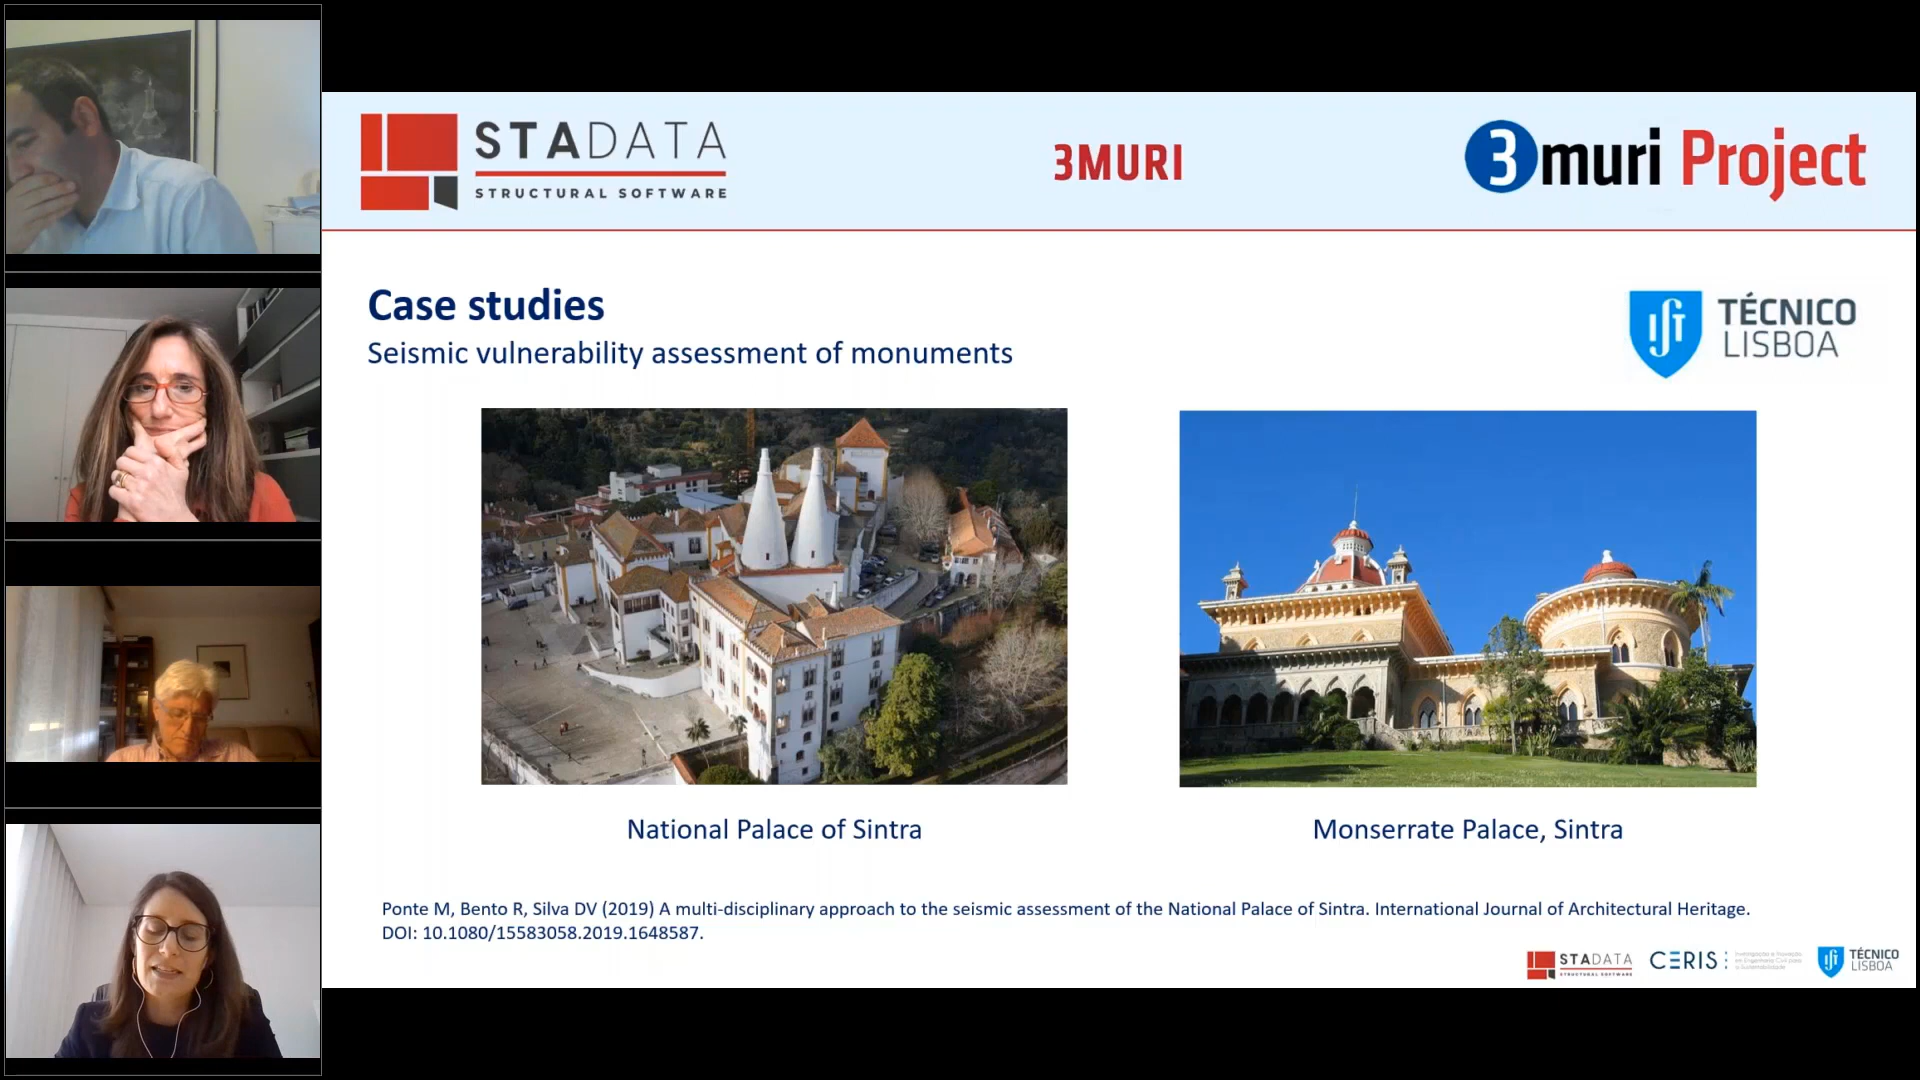 STADATA
STRUCTURAL SOFTWARE
3MURI
3muri Project
Case studies
Seismic vulnerability assessment of monuments
TÉCNICO
LISBOA
National Palace of Sintra
Monserrate Palace, Sintra
Ponte M, Bento R, Silva DV (2019) A multi-disciplinary approach to the seismic assessment of the National Palace of Sintra. International Journal of Architectural Heritage.
DOI: 10.1080/15583058.2019.1648587.
STADATA
STRUCTURAL SOFTWARE
CERIS
TÉCNICO
LISBOA